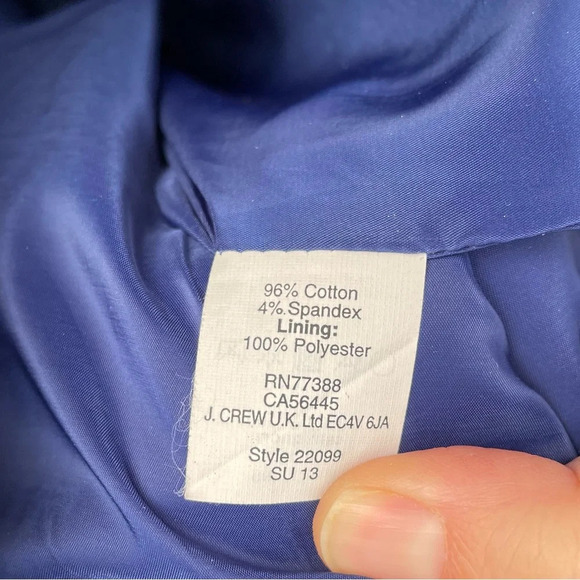 96% Cotton
4% Spandex
Lining:
100% Polyester
RN77388
CA56445
J. CREW U.K. Ltd EC4V 6JA
Style 22099
SU 13